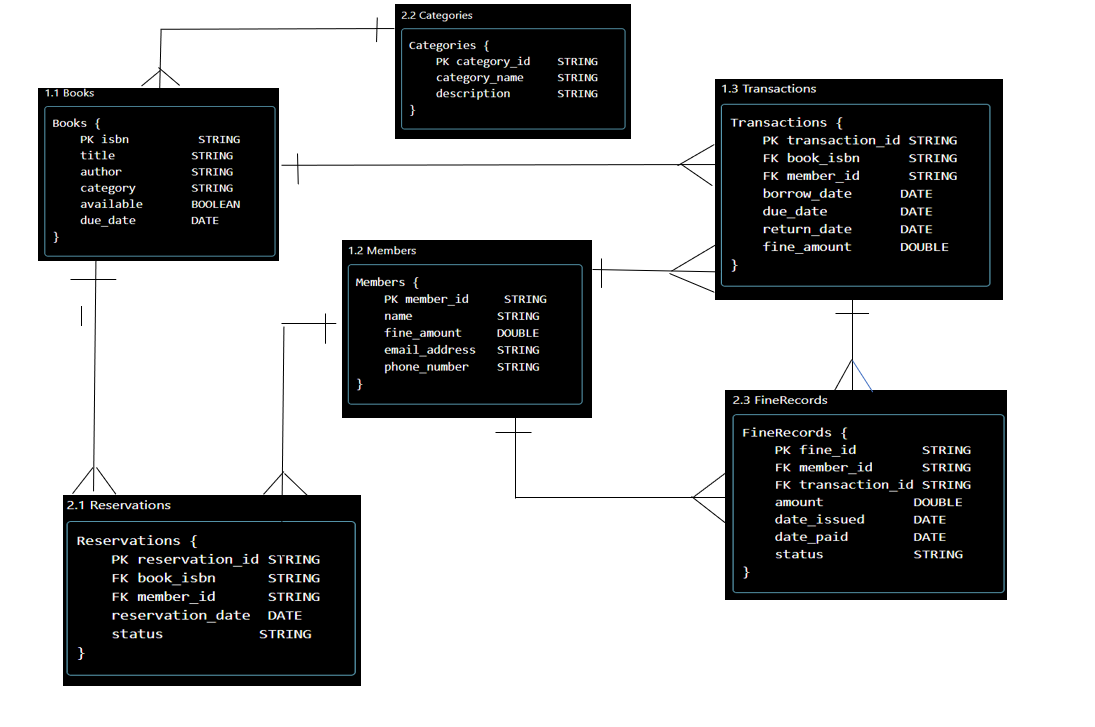 2.2 Categories
Categories {
PK category_id STRING
category_name STRING
description STRING
}
1.1 Books
Books {
PK isbn STRING
title STRING
author STRING
category STRING
available BOOLEAN
due_date DATE
}
1.3 Transactions
Transactions {
PK transaction_id STRING
FK book_isbn STRING
FK member_id STRING
borrow_date DATE
due_date DATE
return_date DATE
fine_amount DOUBLE
}
1.2 Members
Members {
PK member_id STRING
name STRING
fine_amount DOUBLE
email_address STRING
phone_number STRING
}
2.3 FineRecords
FineRecords {
PK fine_id STRING
FK member_id STRING
FK transaction_id STRING
amount DOUBLE
date_issued DATE
date_paid DATE
status STRING
}
2.1 Reservations
Reservations {
PK reservation_id STRING
FK book_isbn STRING
FK member_id STRING
reservation_date DATE
status STRING
}